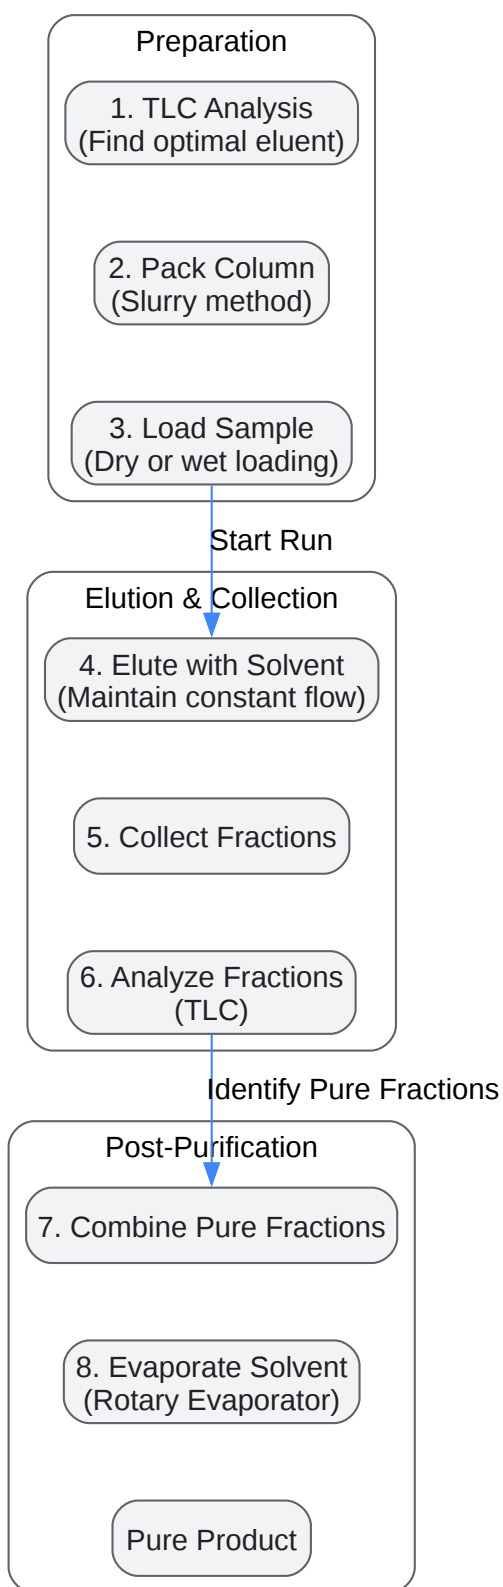 Preparation
1. TLC Analysis
(Find optimal eluent)
2. Pack Column
(Slurry method)
3. Load Sample
(Dry or wet loading)
Start Run
Elution & Collection
4. Elute with Solvent
(Maintain constant flow)
5. Collect Fractions
6. Analyze Fractions
(TLC)
Identify Pure Fractions
Post-Purification
7. Combine Pure Fractions
8. Evaporate Solvent
(Rotary Evaporator)
Pure Product